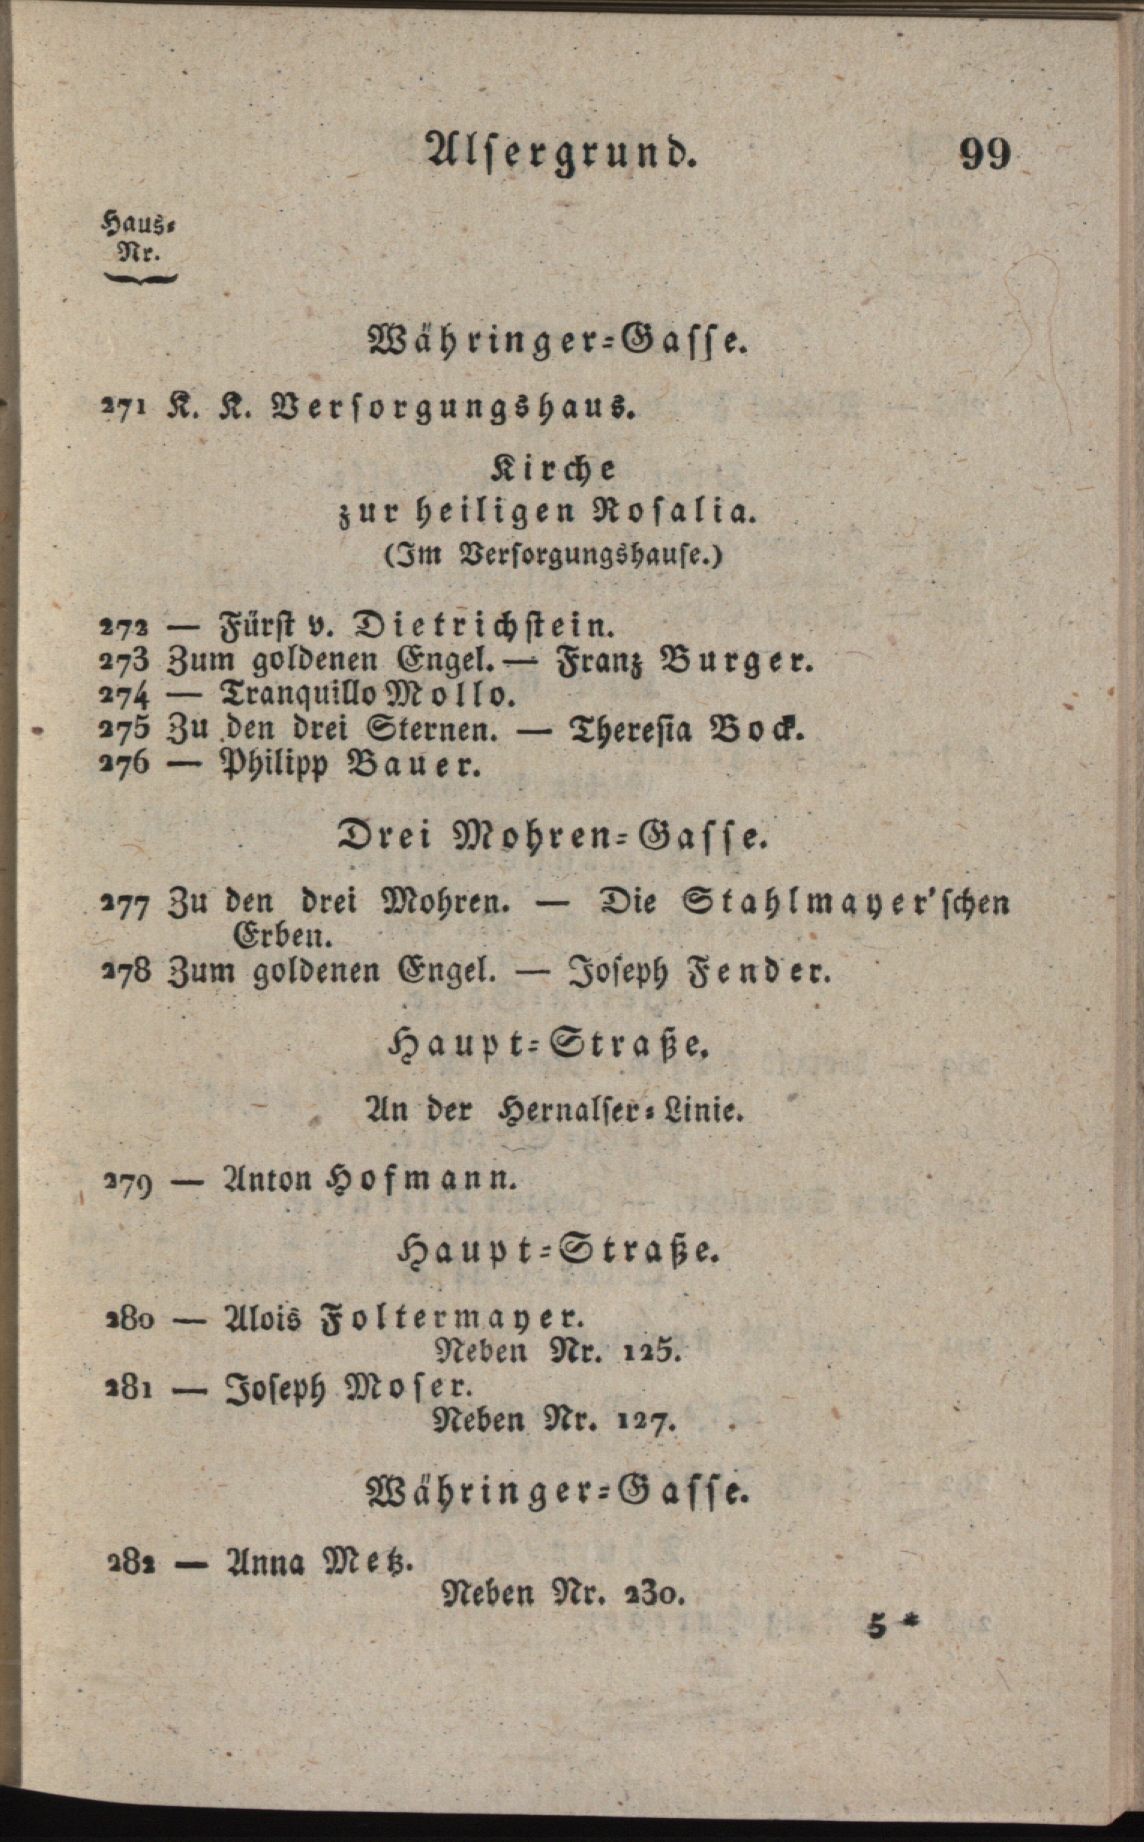 Alsergrund. 99
Haus-
Nr.
Währinger-Gasse.
271 K. K. Versorgungshaus.
Kirche
zur heiligen Rosalia.
(Im Versorgungshause.)
272 — Fürst v. Dietrichstein.
273 Zum goldenen Engel. — Franz Burger.
274 — Tranquillo Mollo.
275 Zu den drei Sternen. — Theresia Bock.
276 — Philipp Bauer.
Drei Mohren-Gasse.
277 Zu den drei Mohren. — Die Stahlmayer'schen
Erben.
278 Zum goldenen Engel. — Joseph Fender.
Haupt-Straße.
An der Hernalser-Linie.
279 — Anton Hofmann.
Haupt-Straße.
280 — Alois Foltermayer.
Neben Nr. 125.
281 — Joseph Moser.
Neben Nr. 127.
Währinger-Gasse.
282 — Anna Metz.
Neben Nr. 230.
5 *